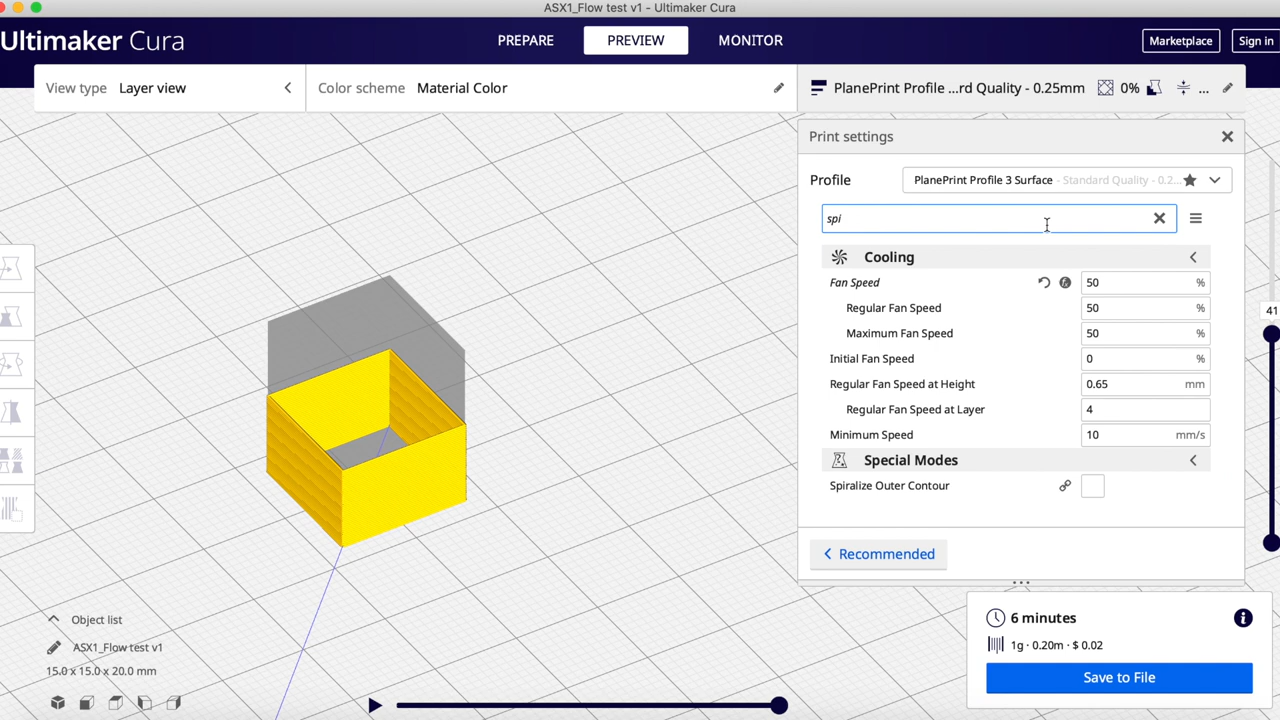 ASX1_Flow test v1 - Ultimaker Cura
Ultimaker Cura
PREPARE
PREVIEW
MONITOR
Marketplace
Sign in
View type Layer view
Color scheme Material Color
PlanePrint Profile ...rd Quality - 0.25mm
0%
...
Print settings
Profile
PlanePrint Profile 3 Surface - Standard Quality - 0.2...
spi
Cooling
Fan Speed 50 %
Regular Fan Speed 50 %
Maximum Fan Speed 50 %
Initial Fan Speed 0 %
Regular Fan Speed at Height 0.65 mm
Regular Fan Speed at Layer 4
Minimum Speed 10 mm/s
Special Modes
Spiralize Outer Contour
Recommended
41
Object list
ASX1_Flow test v1
15.0 x 15.0 x 20.0 mm
6 minutes
1g · 0.20m · $ 0.02
Save to File